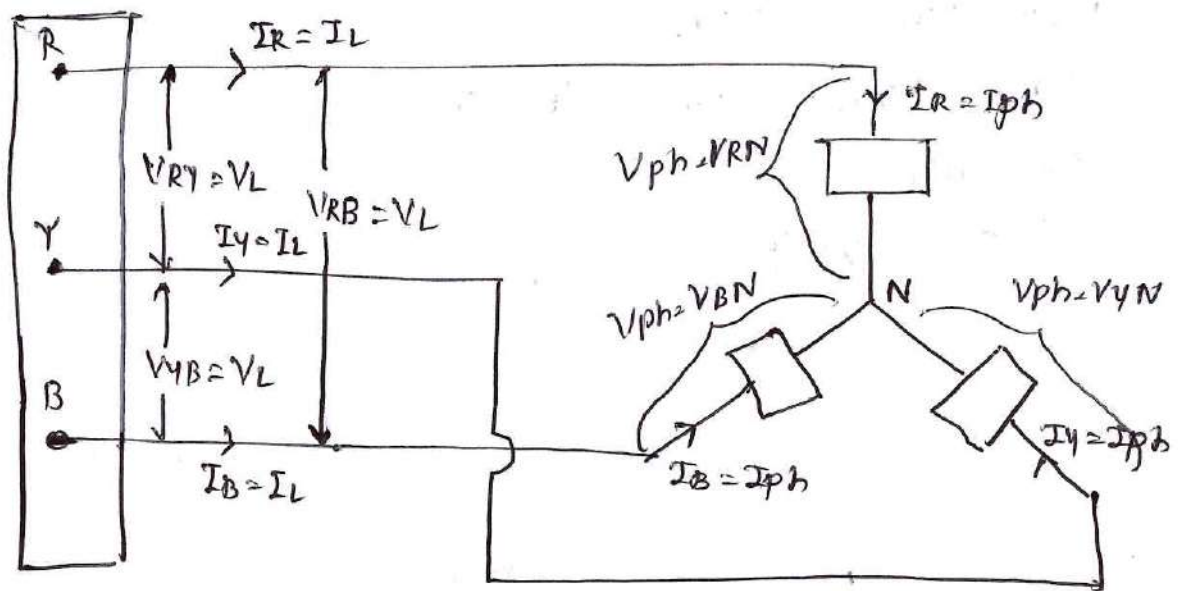 R
IR = IL
IR = Iph
Vph = VRN
VRY = VL
VRB = VL
Y
IY = IL
N
Vph = VBN
Vph = VYN
VYB = VL
B
IB = IL
IB = Iph
IY = Iph